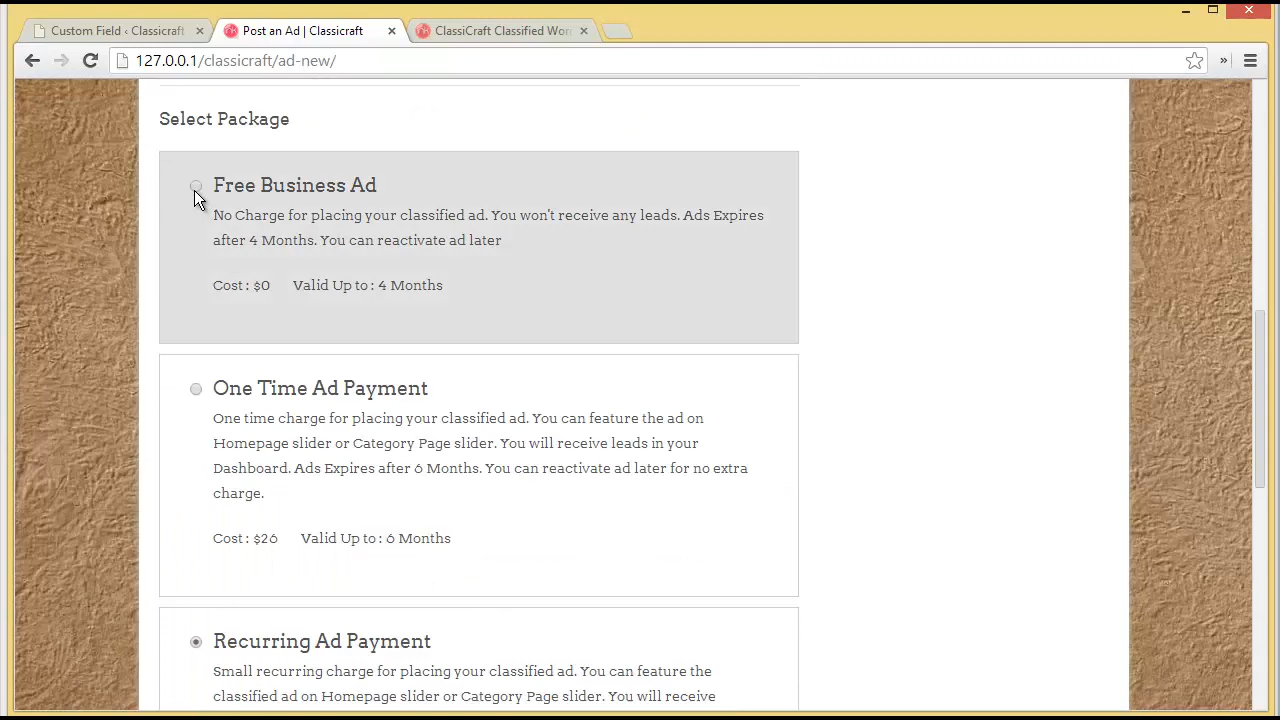 Custom Field ‹ Classicraft
Post an Ad | Classicraft
ClassiCraft Classified Wor
127.0.0.1/classicraft/ad-new/
Select Package
Free Business Ad
No Charge for placing your classified ad. You won't receive any leads. Ads Expires
after 4 Months. You can reactivate ad later
Cost : $0 Valid Up to : 4 Months
One Time Ad Payment
One time charge for placing your classified ad. You can feature the ad on
Homepage slider or Category Page slider. You will receive leads in your
Dashboard. Ads Expires after 6 Months. You can reactivate ad later for no extra
charge.
Cost : $26 Valid Up to : 6 Months
Recurring Ad Payment
Small recurring charge for placing your classified ad. You can feature the
classified ad on Homepage slider or Category Page slider. You will receive